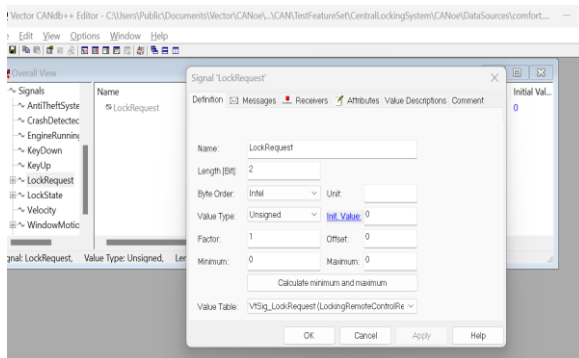 Vector CANdb++ Editor - C:\Users\Public\Documents\Vector\CANoe\...\CAN\TestFeatureSet\CentralLockingSystem\CANoe\DataSources\comfort....
Edit View Options Window Help
Overall View
Signals
AntiTheftSyste
CrashDetectec
EngineRunning
KeyDown
KeyUp
LockRequest
LockState
Velocity
WindowMotio
Name
LockRequest
Initial Val...
0
Signal 'LockRequest'
Definition Messages Receivers Attributes Value Descriptions Comment
Name: LockRequest
Length [Bit]: 2
Byte Order: Intel Unit:
Value Type: Unsigned Init. Value: 0
Factor: 1 Offset: 0
Minimum: 0 Maximum: 0
Calculate minimum and maximum
Value Table: VtSig_LockRequest (LockingRemoteControlRe
OK Cancel Apply Help
gnal: LockRequest, Value Type: Unsigned, Ler